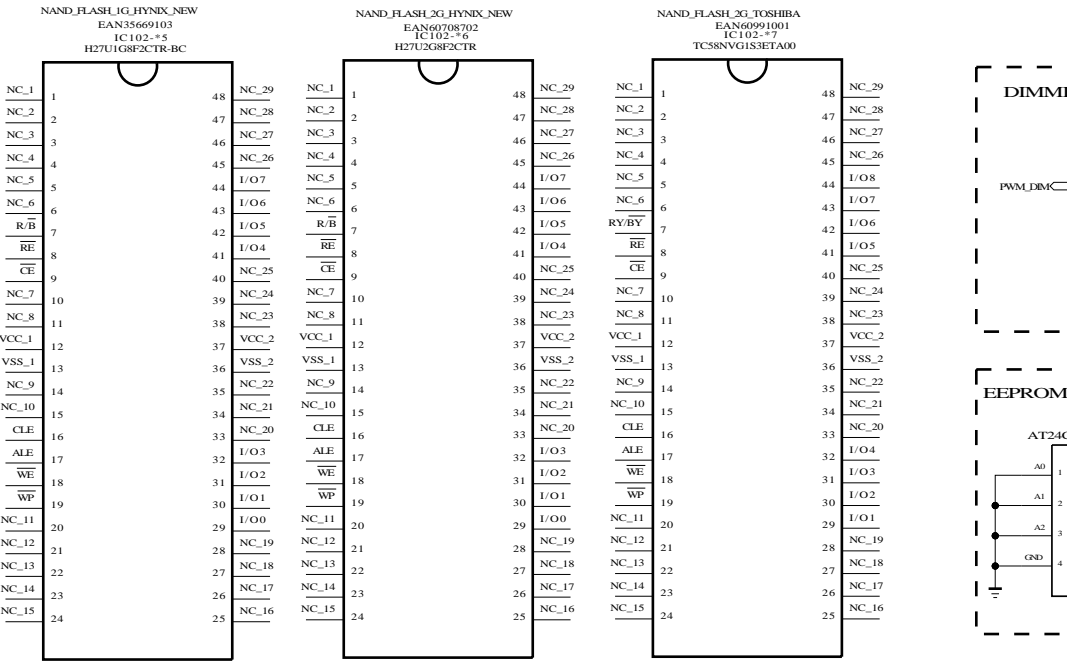 NAND_FLASH_1G_HYNIX_NEW
EAN35669103
IC102-*5
H27U1G8F2CTR-BC
NC_1 1 48 NC_29
NC_2 2 47 NC_28
NC_3 3 46 NC_27
NC_4 4 45 NC_26
NC_5 5 44 I/O7
NC_6 6 43 I/O6
R/B 7 42 I/O5
RE 8 41 I/O4
CE 9 40 NC_25
NC_7 10 39 NC_24
NC_8 11 38 NC_23
VCC_1 12 37 VCC_2
VSS_1 13 36 VSS_2
NC_9 14 35 NC_22
NC_10 15 34 NC_21
CLE 16 33 NC_20
ALE 17 32 I/O3
WE 18 31 I/O2
WP 19 30 I/O1
NC_11 20 29 I/O0
NC_12 21 28 NC_19
NC_13 22 27 NC_18
NC_14 23 26 NC_17
NC_15 24 25 NC_16
NAND_FLASH_2G_HYNIX_NEW
EAN60708702
IC102-*6
H27U2G8F2CTR
NC_1 1 48 NC_29
NC_2 2 47 NC_28
NC_3 3 46 NC_27
NC_4 4 45 NC_26
NC_5 5 44 I/O7
NC_6 6 43 I/O6
R/B 7 42 I/O5
RE 8 41 I/O4
CE 9 40 NC_25
NC_7 10 39 NC_24
NC_8 11 38 NC_23
VCC_1 12 37 VCC_2
VSS_1 13 36 VSS_2
NC_9 14 35 NC_22
NC_10 15 34 NC_21
CLE 16 33 NC_20
ALE 17 32 I/O3
WE 18 31 I/O2
WP 19 30 I/O1
NC_11 20 29 I/O0
NC_12 21 28 NC_19
NC_13 22 27 NC_18
NC_14 23 26 NC_17
NC_15 24 25 NC_16
NAND_FLASH_2G_TOSHIBA
EAN60991001
IC102-*7
TC58NVG1S3ETA00
NC_1 1 48 NC_29
NC_2 2 47 NC_28
NC_3 3 46 NC_27
NC_4 4 45 NC_26
NC_5 5 44 I/O8
NC_6 6 43 I/O7
RY/BY 7 42 I/O6
RE 8 41 I/O5
CE 9 40 NC_25
NC_7 10 39 NC_24
NC_8 11 38 NC_23
VCC_1 12 37 VCC_2
VSS_1 13 36 VSS_2
NC_9 14 35 NC_22
NC_10 15 34 NC_21
CLE 16 33 NC_20
ALE 17 32 I/O4
WE 18 31 I/O3
WP 19 30 I/O2
NC_11 20 29 I/O1
NC_12 21 28 NC_19
NC_13 22 27 NC_18
NC_14 23 26 NC_17
NC_15 24 25 NC_16
DIMMI
PWM_DIM
EEPROM
AT24C
A0 1
A1 2
A2 3
GND 4